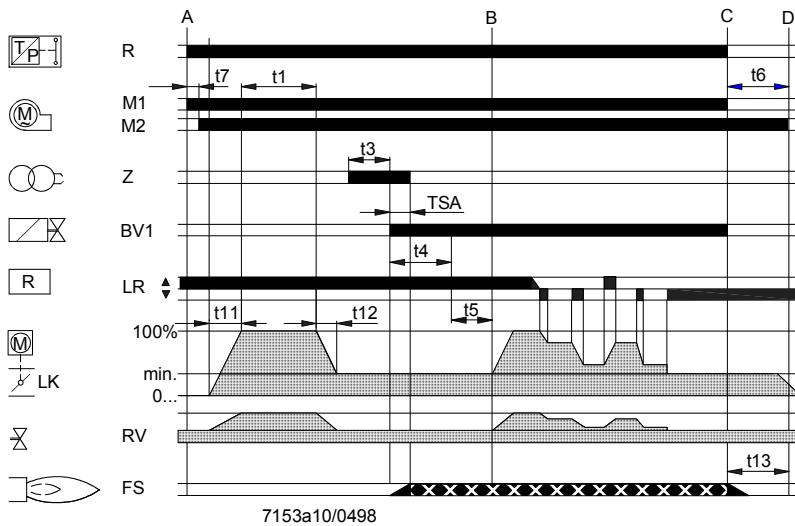 A B C D
T P R
t7 t1 t6
M ~ M1
M2
t3
Z
TSA
BV1
t4
R LR
t11 t12 t5
100%
M
min.
LK
0...
RV
t13
FS
7153a10/0498